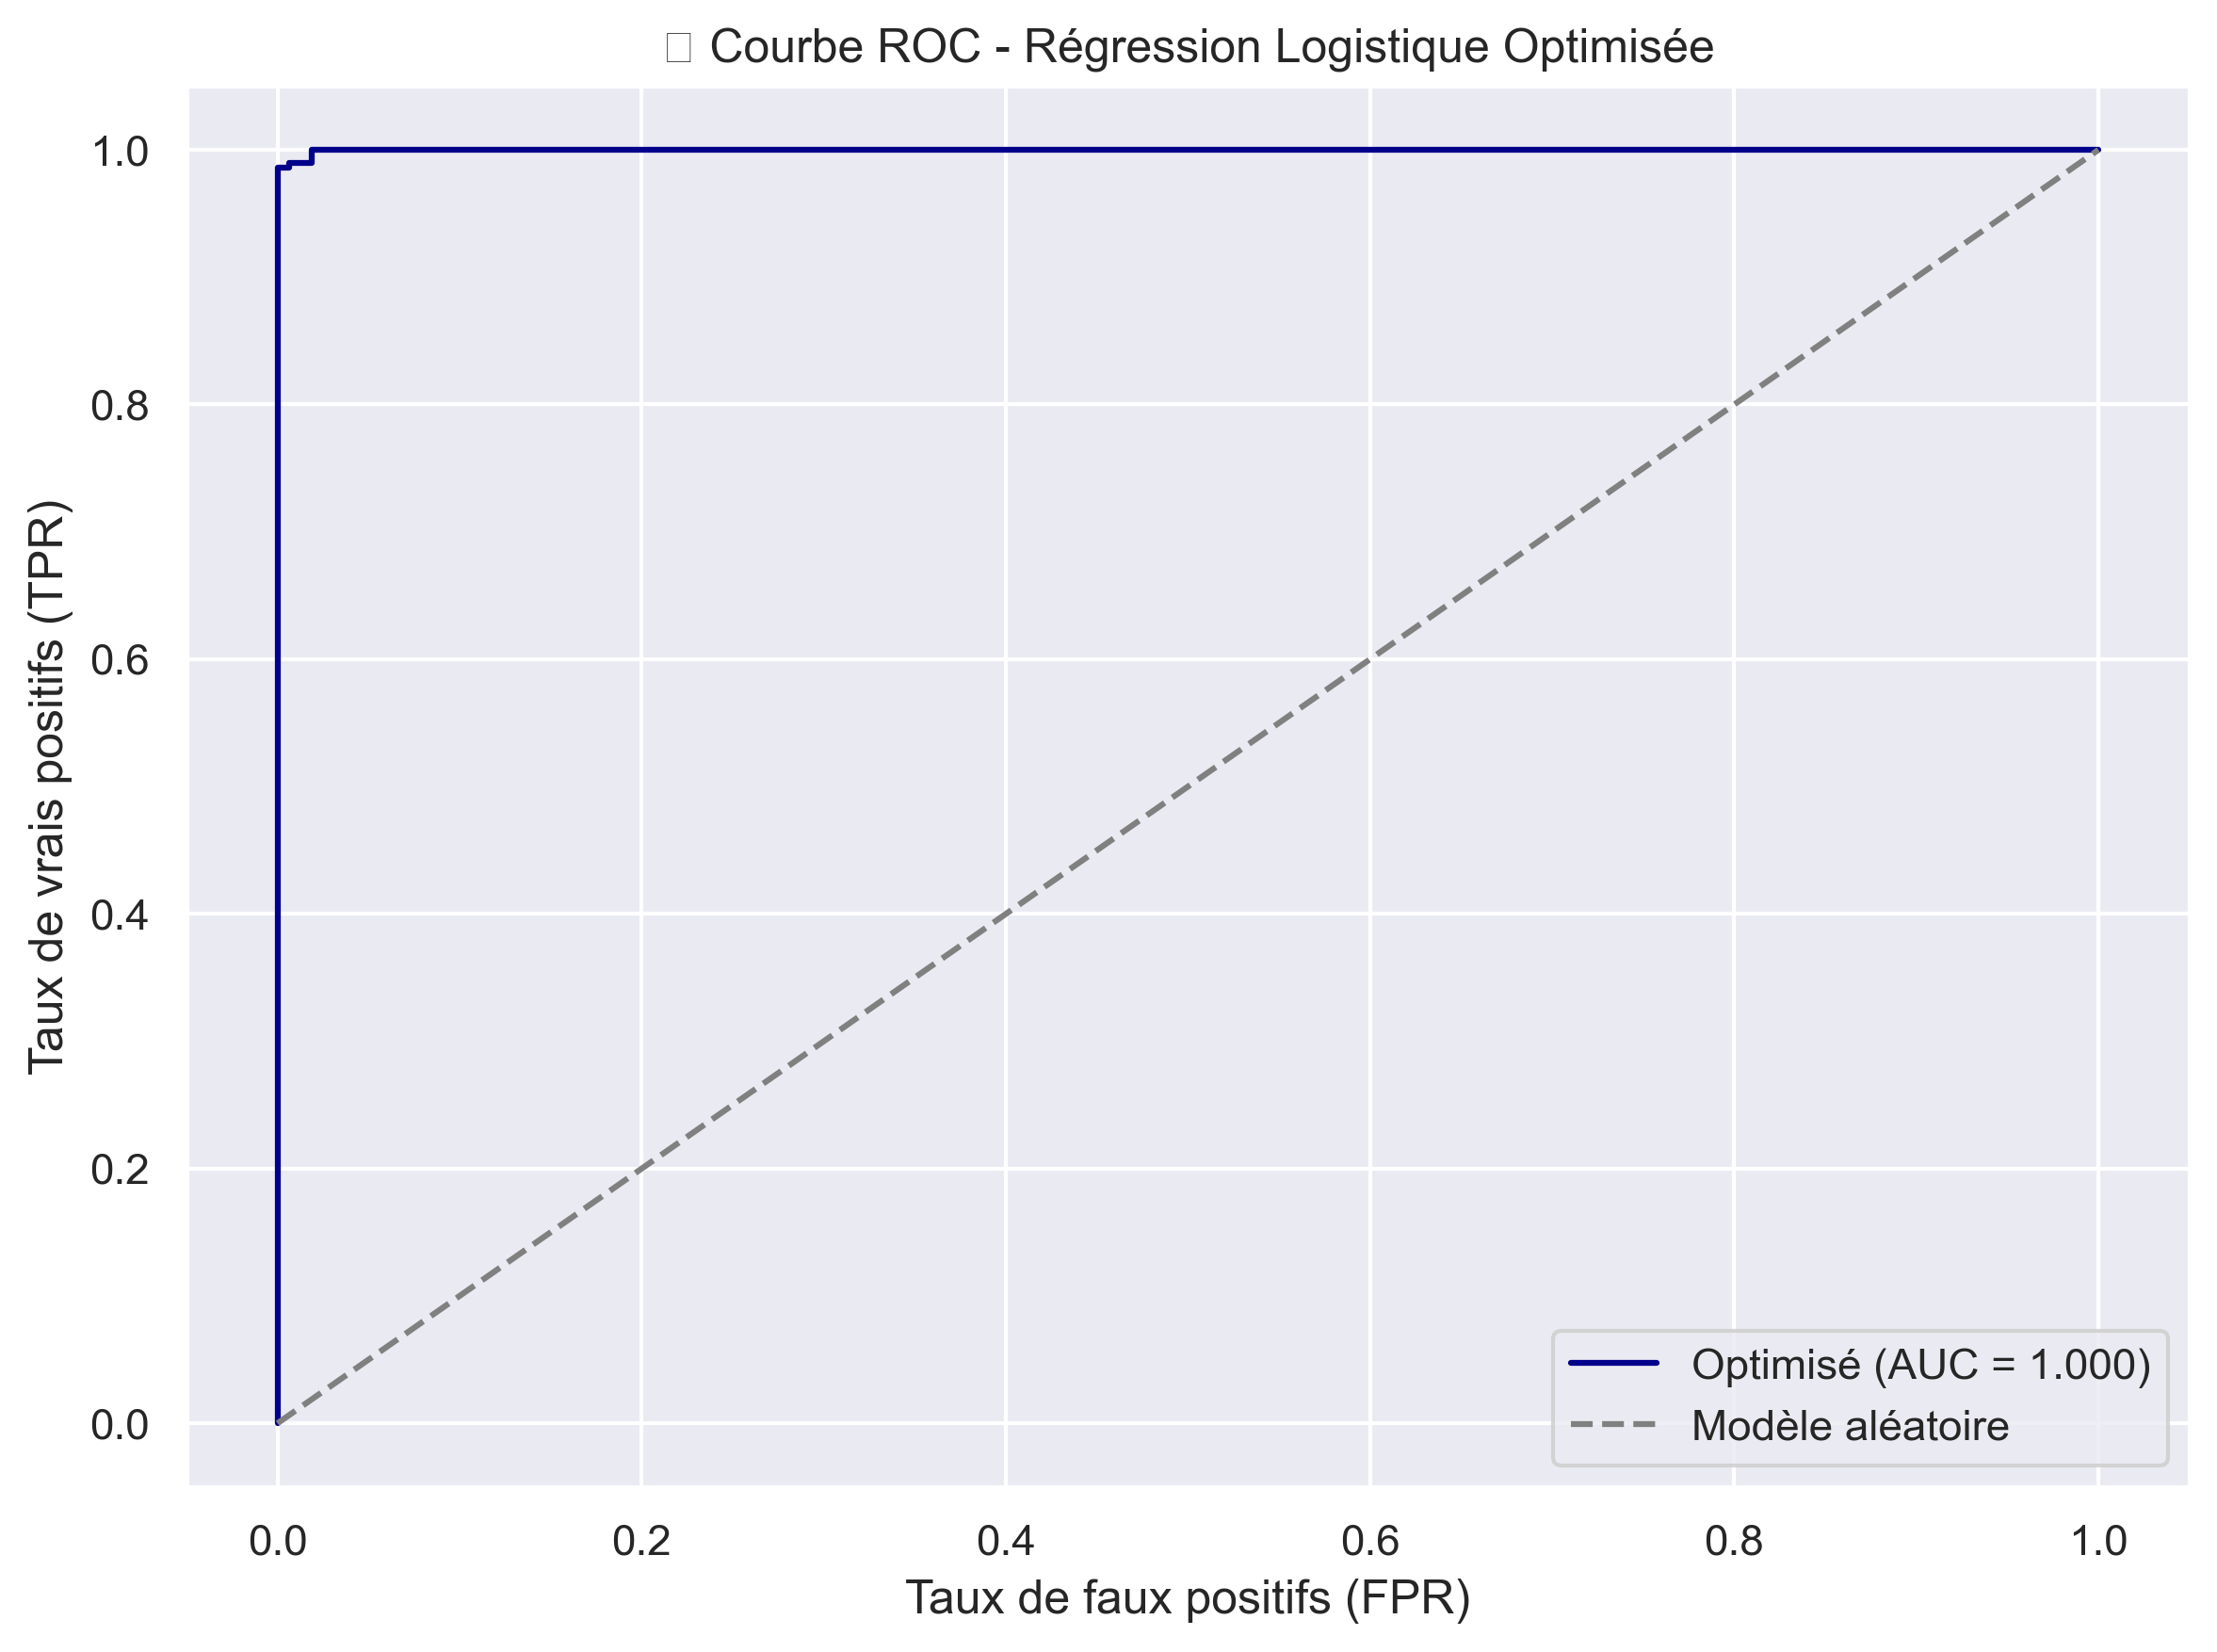 Courbe ROC - Régression Logistique Optimisée
Taux de vrais positifs (TPR)
1.0
0.8
0.6
0.4
0.2
0.0
Optimisé (AUC = 1.000)
Modèle aléatoire
0.0 0.2 0.4 0.6 0.8 1.0
Taux de faux positifs (FPR)